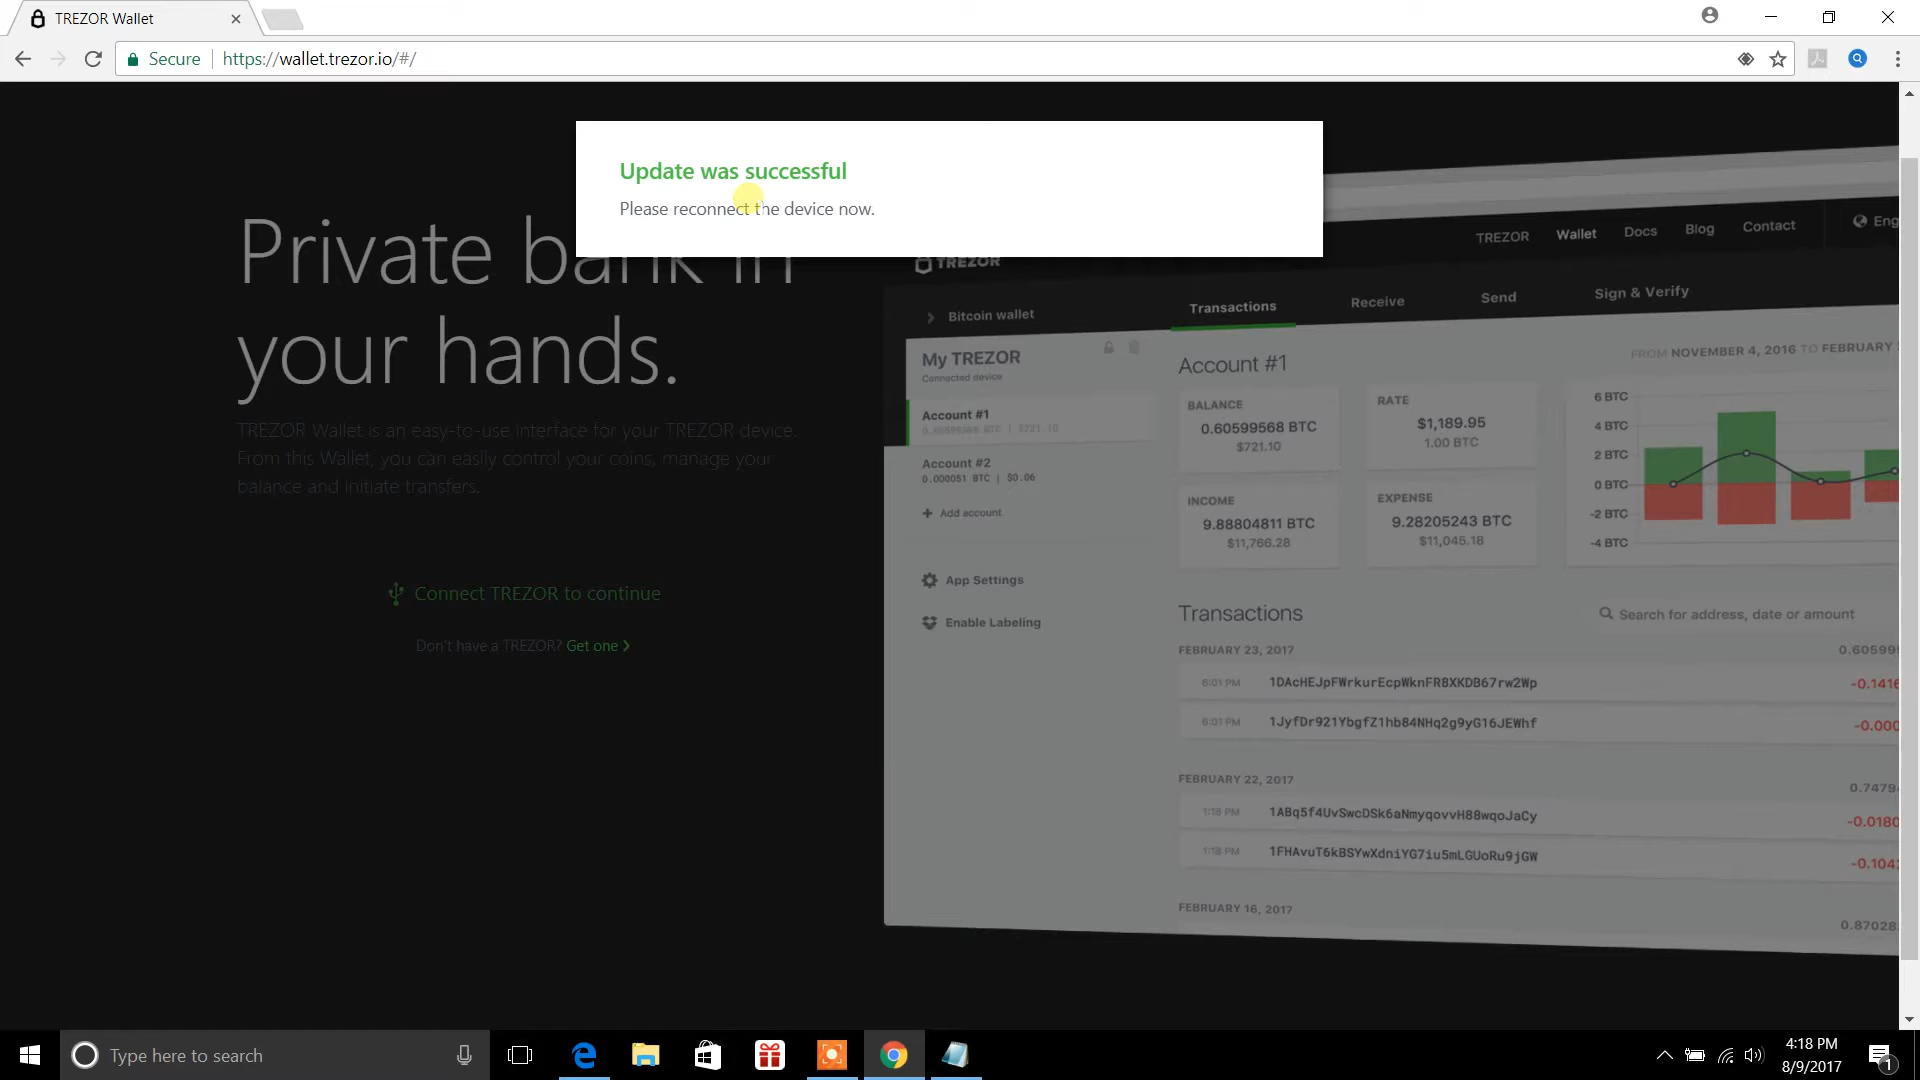 TREZOR Wallet
Secure
https://wallet.trezor.io/#/
Update was successful
Please reconnect the device now.
Private bank in
your hands.
TREZOR Wallet is an easy-to-use interface for your TREZOR device.
From this Wallet, you can easily control your coins, manage your
balance and initiate transfers.
Connect TREZOR to continue
Don't have a TREZOR? Get one
TREZOR Wallet Docs Blog Contact
TREZOR
Bitcoin wallet
Transactions Receive Send Sign & Verify
My TREZOR
Connected device
Account #1
0.60599568 BTC | $721.10
Account #2
0.000051 BTC | $0.06
+ Add account
App Settings
Enable Labeling
Account #1
FROM NOVEMBER 4, 2016 TO FEBRUARY
BALANCE
0.60599568 BTC
$721.10
RATE
$1,189.95
1.00 BTC
INCOME
9.88804811 BTC
$11,766.28
EXPENSE
9.28205243 BTC
$11,045.18
6 BTC
4 BTC
2 BTC
0 BTC
-2 BTC
-4 BTC
Transactions
Search for address, date or amount
FEBRUARY 23, 2017
6:01 PM 1DAcHEJpFWrkurEcpWknFR8XKDB67rw2Wp
6:01 PM 1JyfDr921YbgfZ1hb84NHq2g9yG16JEWhf
FEBRUARY 22, 2017
1:18 PM 1ABq5f4UvSwcDSk6aNmyqovvH88wqoJaCy
1:18 PM 1FHAvuT6kBSYwXdniYG7iu5mLGUoRu9jGW
FEBRUARY 16, 2017
Type here to search
4:18 PM
8/9/2017
1